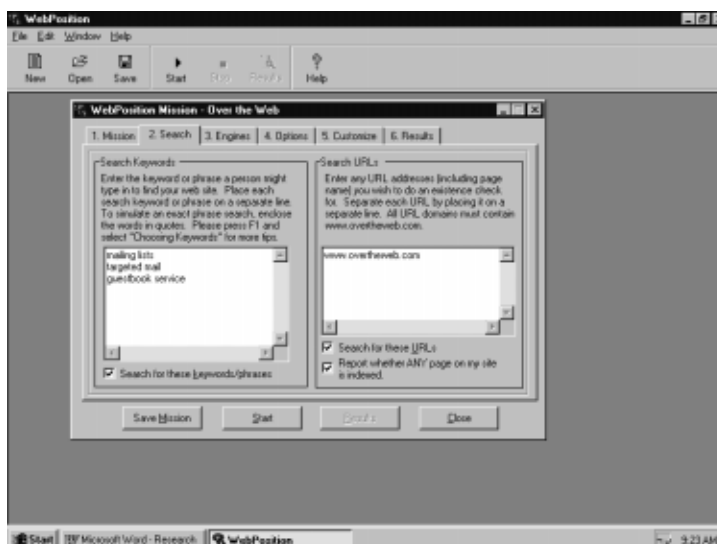 WebPosition
File Edit Window Help
New Open Save Start Stop Results Help
WebPosition Mission - Over the Web
1. Mission 2. Search 3. Engines 4. Options 5. Customize 6. Results
Search Keywords
Enter the keyword or phrase a person might
type in to find your web site. Place each
search keyword or phrase on a separate line.
To simulate an exact phrase search, enclose
the words in quotes. Please press F1 and
select "Choosing Keywords" for more tips.
mailing lists
targeted mail
guestbook service
Search for these keywords/phrases
Search URLs
Enter any URL addresses (including page
name) you wish to do an existence check
for. Separate each URL by placing it on a
separate line. All URL domains must contain
www.overtheweb.com.
www.overtheweb.com
Search for these URLs
Report whether ANY page on my site
is indexed.
Save Mission Start Results Close
Start Microsoft Word - Research WebPosition 9:23 AM